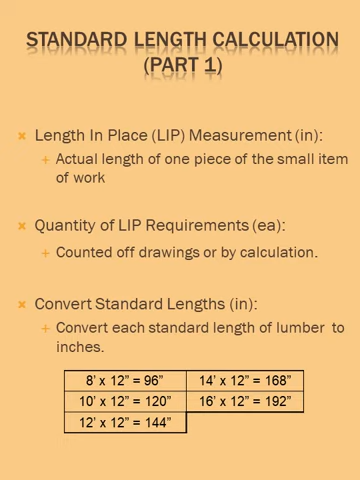 STANDARD LENGTH CALCULATION
(PART 1)
Length In Place (LIP) Measurement (in):
Actual length of one piece of the small item
of work
Quantity of LIP Requirements (ea):
Counted off drawings or by calculation.
Convert Standard Lengths (in):
Convert each standard length of lumber to
inches.
8’ x 12” = 96” 14’ x 12” = 168”
10’ x 12” = 120” 16’ x 12” = 192”
12’ x 12” = 144”